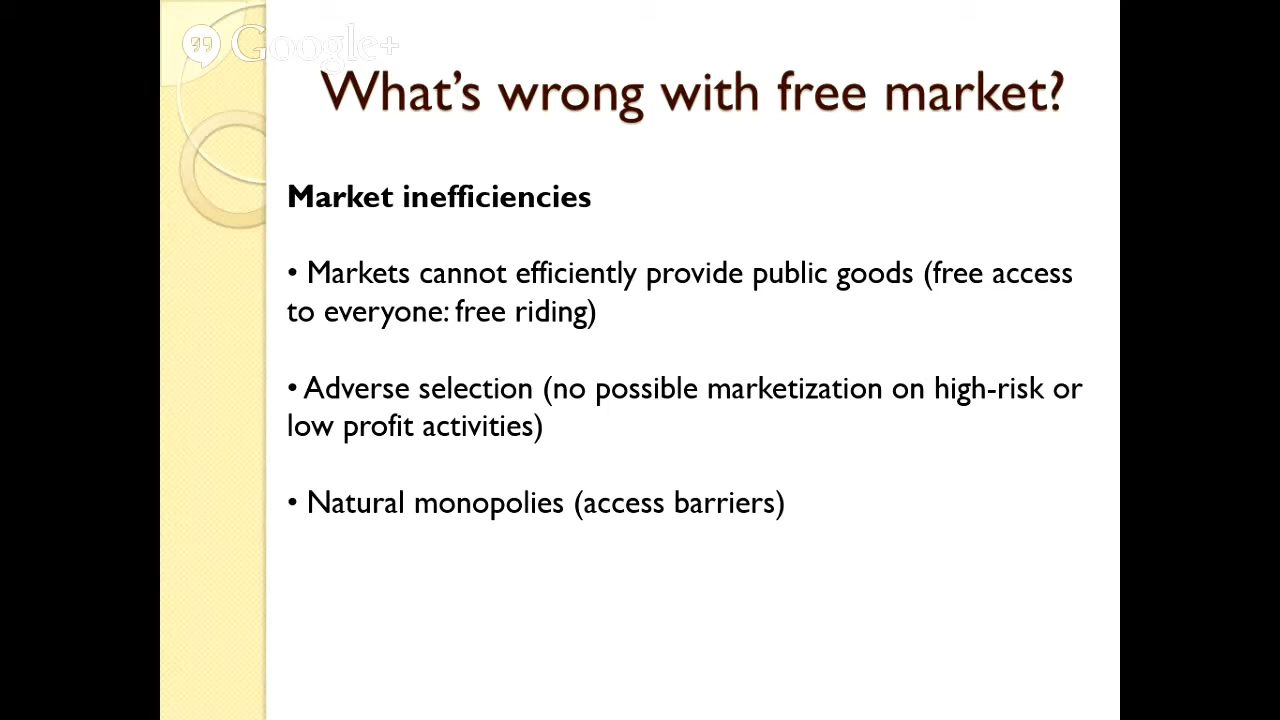 Google+
What's wrong with free market?
Market inefficiencies
• Markets cannot efficiently provide public goods (free access
to everyone: free riding)
• Adverse selection (no possible marketization on high-risk or
low profit activities)
• Natural monopolies (access barriers)